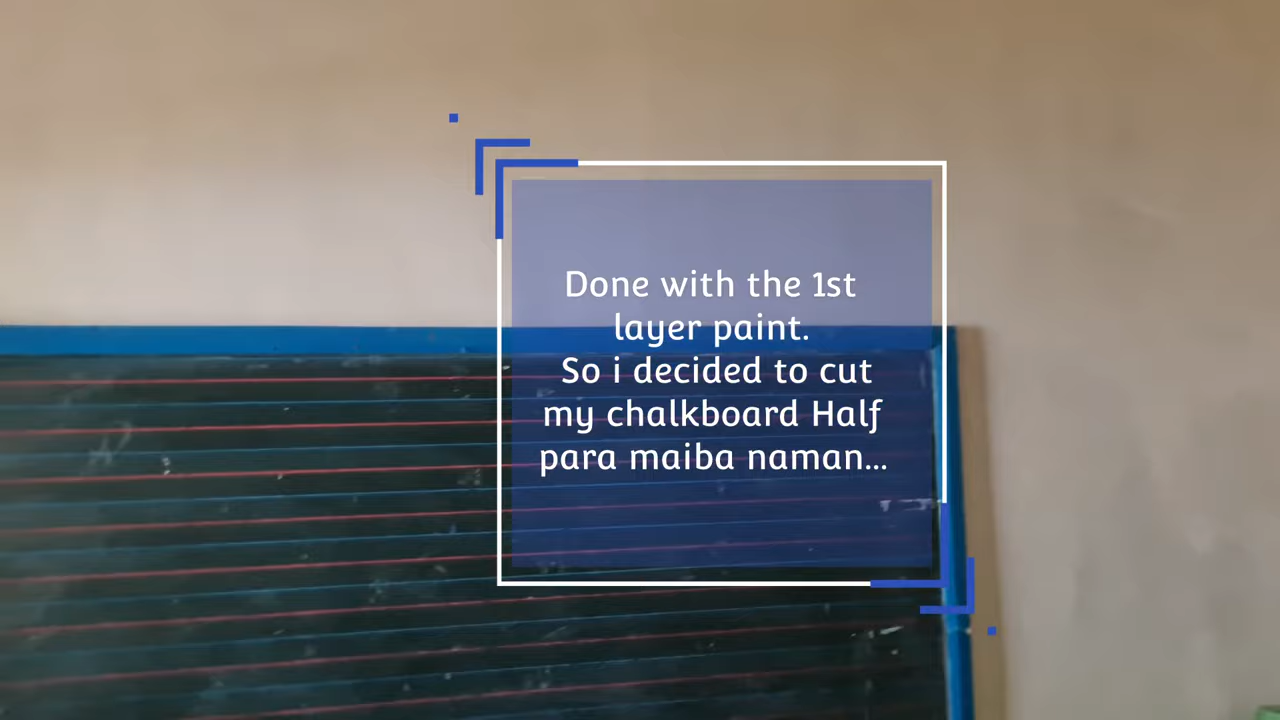 Done with the 1st
layer paint.
So i decided to cut
my chalkboard Half
para maiba naman...